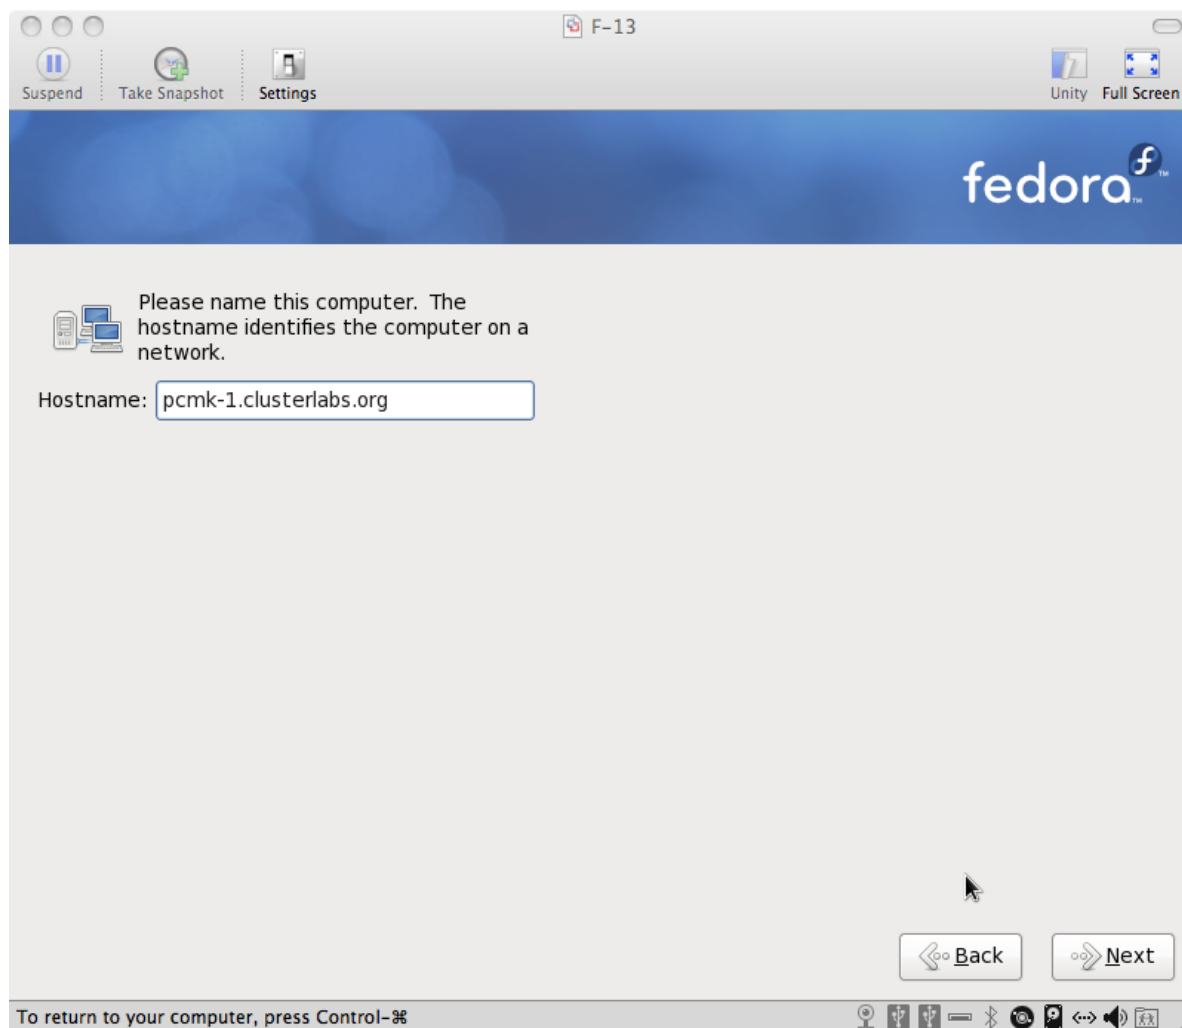 F-13
Suspend Take Snapshot Settings Unity Full Screen
fedora™
Please name this computer. The
hostname identifies the computer on a
network.
Hostname: pcmk-1.clusterlabs.org
Back Next
To return to your computer, press Control-⌘